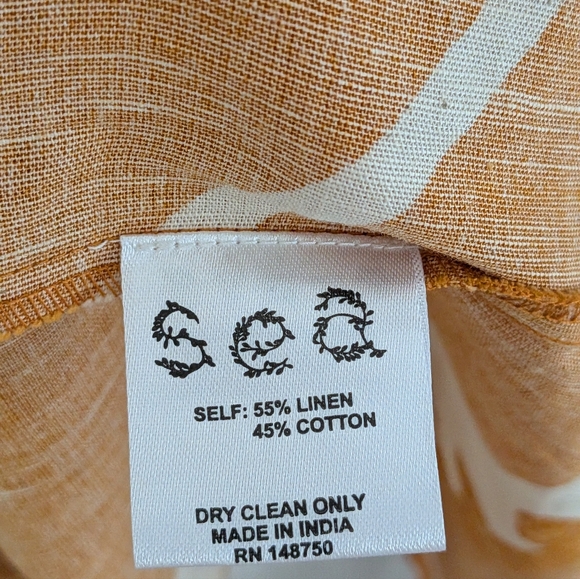 Sea
SELF: 55% LINEN
45% COTTON
DRY CLEAN ONLY
MADE IN INDIA
RN 148750